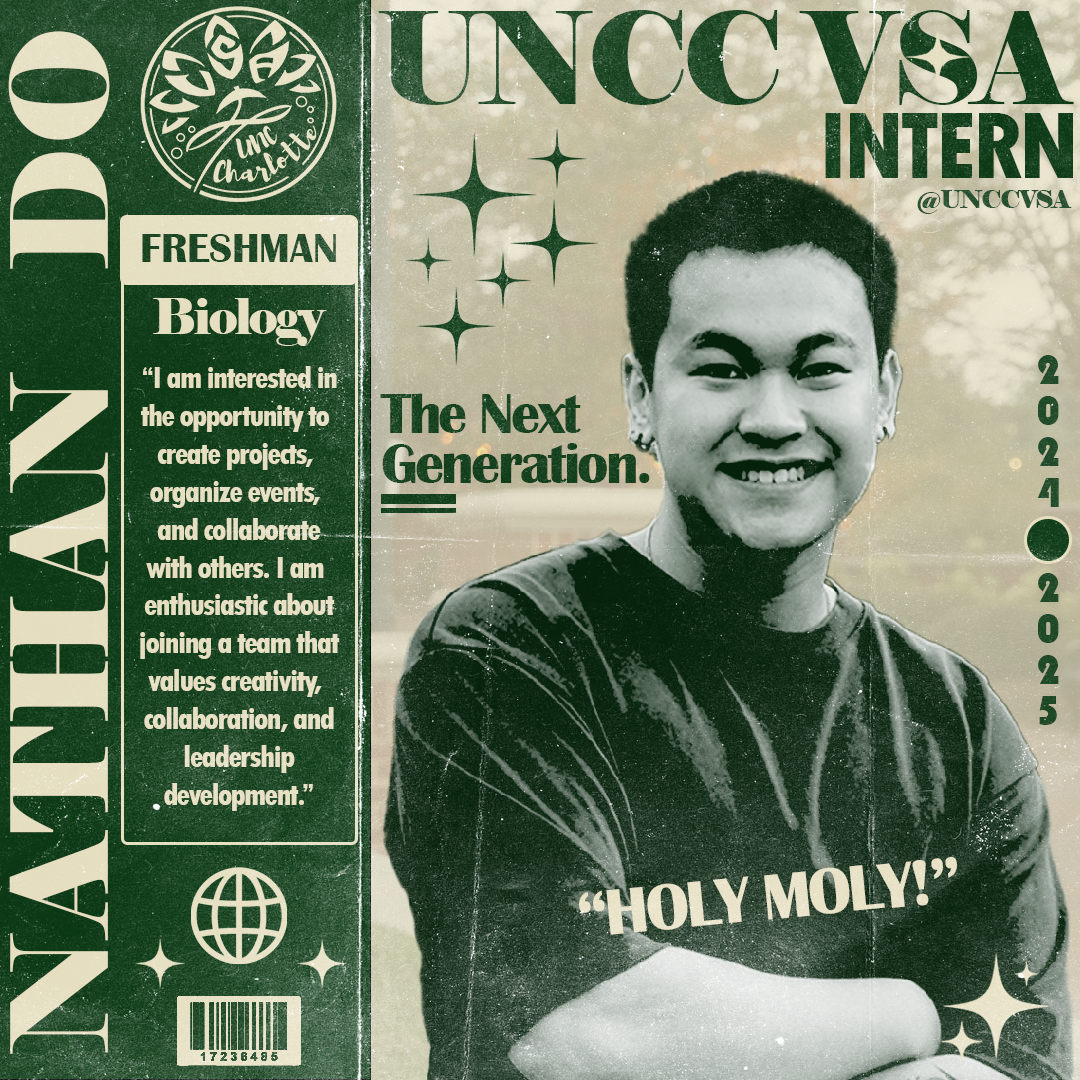 NATHAN DO
VSA
UNC
Charlotte
FRESHMAN
Biology
“I am interested in
the opportunity to
create projects,
organize events,
and collaborate
with others. I am
enthusiastic about
joining a team that
values creativity,
collaboration, and
leadership
development.”
17236495
UNCC VSA
INTERN
@UNCCVSA
The Next
Generation.
2024
2025
“HOLY MOLY!”